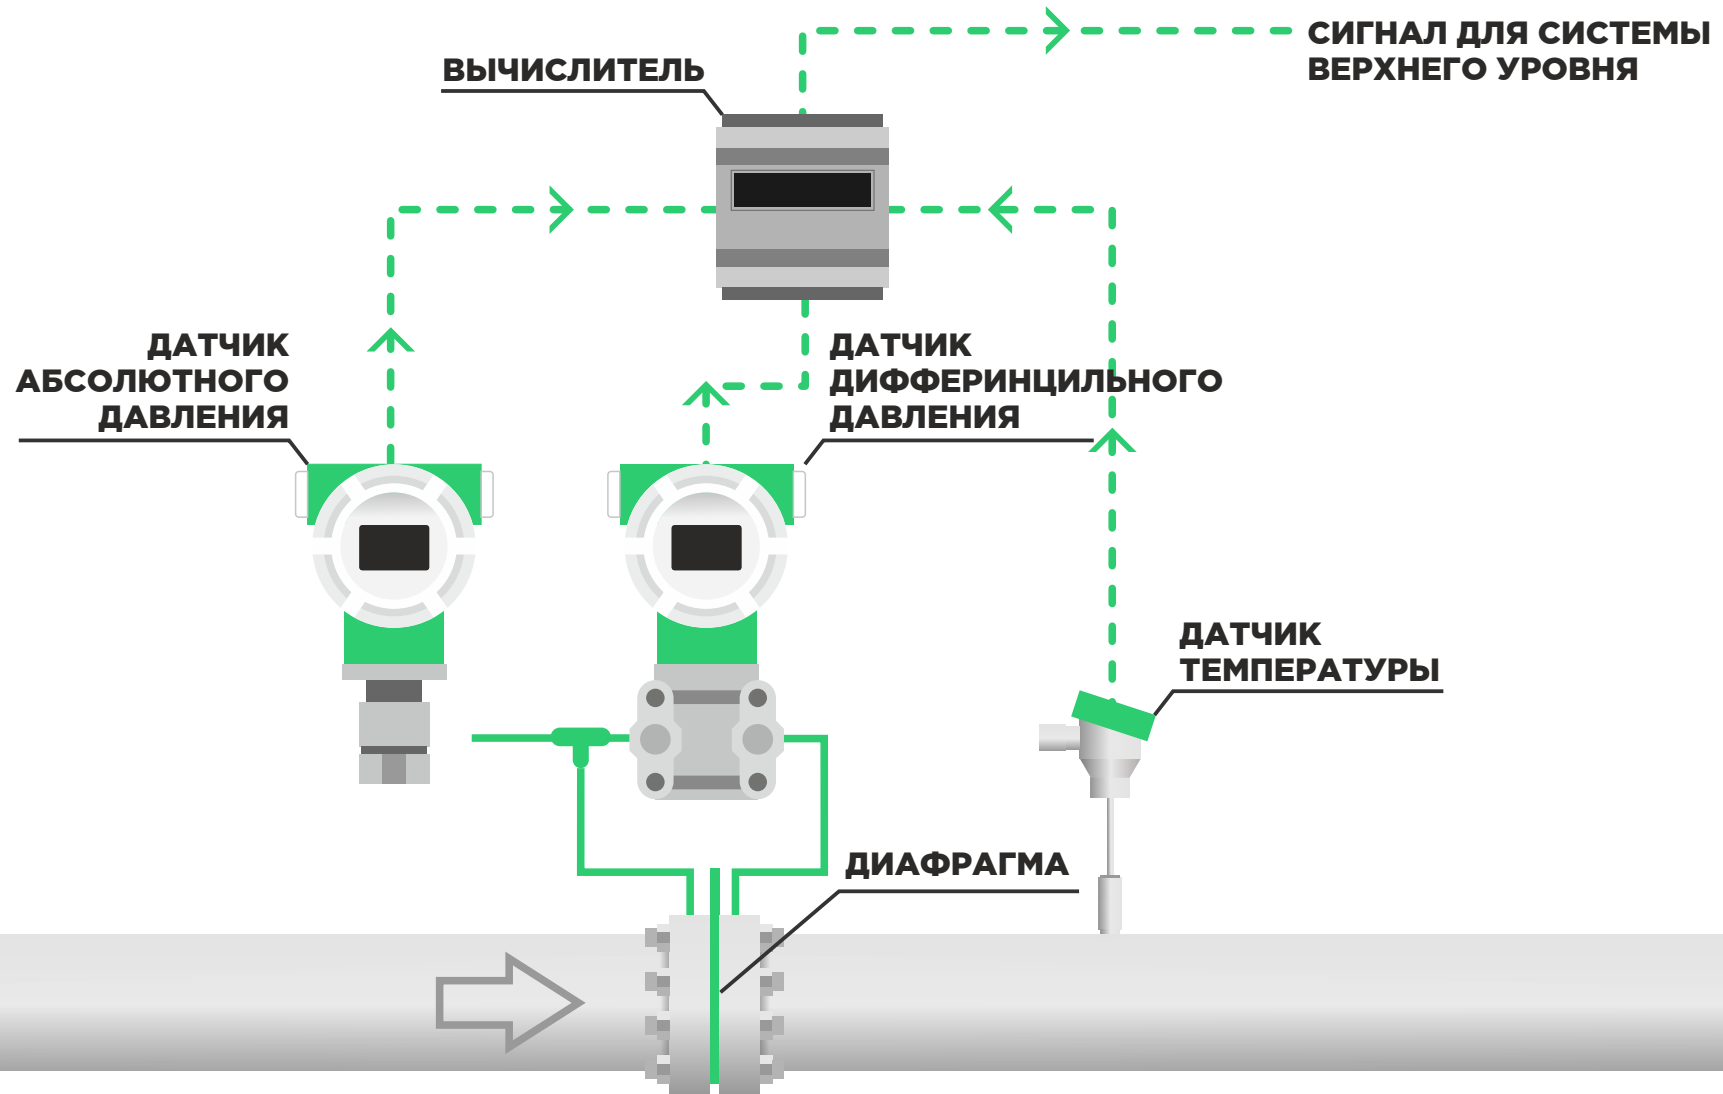 СИГНАЛ ДЛЯ СИСТЕМЫ
ВЕРХНЕГО УРОВНЯ
ВЫЧИСЛИТЕЛЬ
ДАТЧИК
АБСОЛЮТНОГО
ДАВЛЕНИЯ
ДАТЧИК
ДИФФЕРИНЦИЛЬНОГО
ДАВЛЕНИЯ
ДАТЧИК
ТЕМПЕРАТУРЫ
ДИАФРАГМА